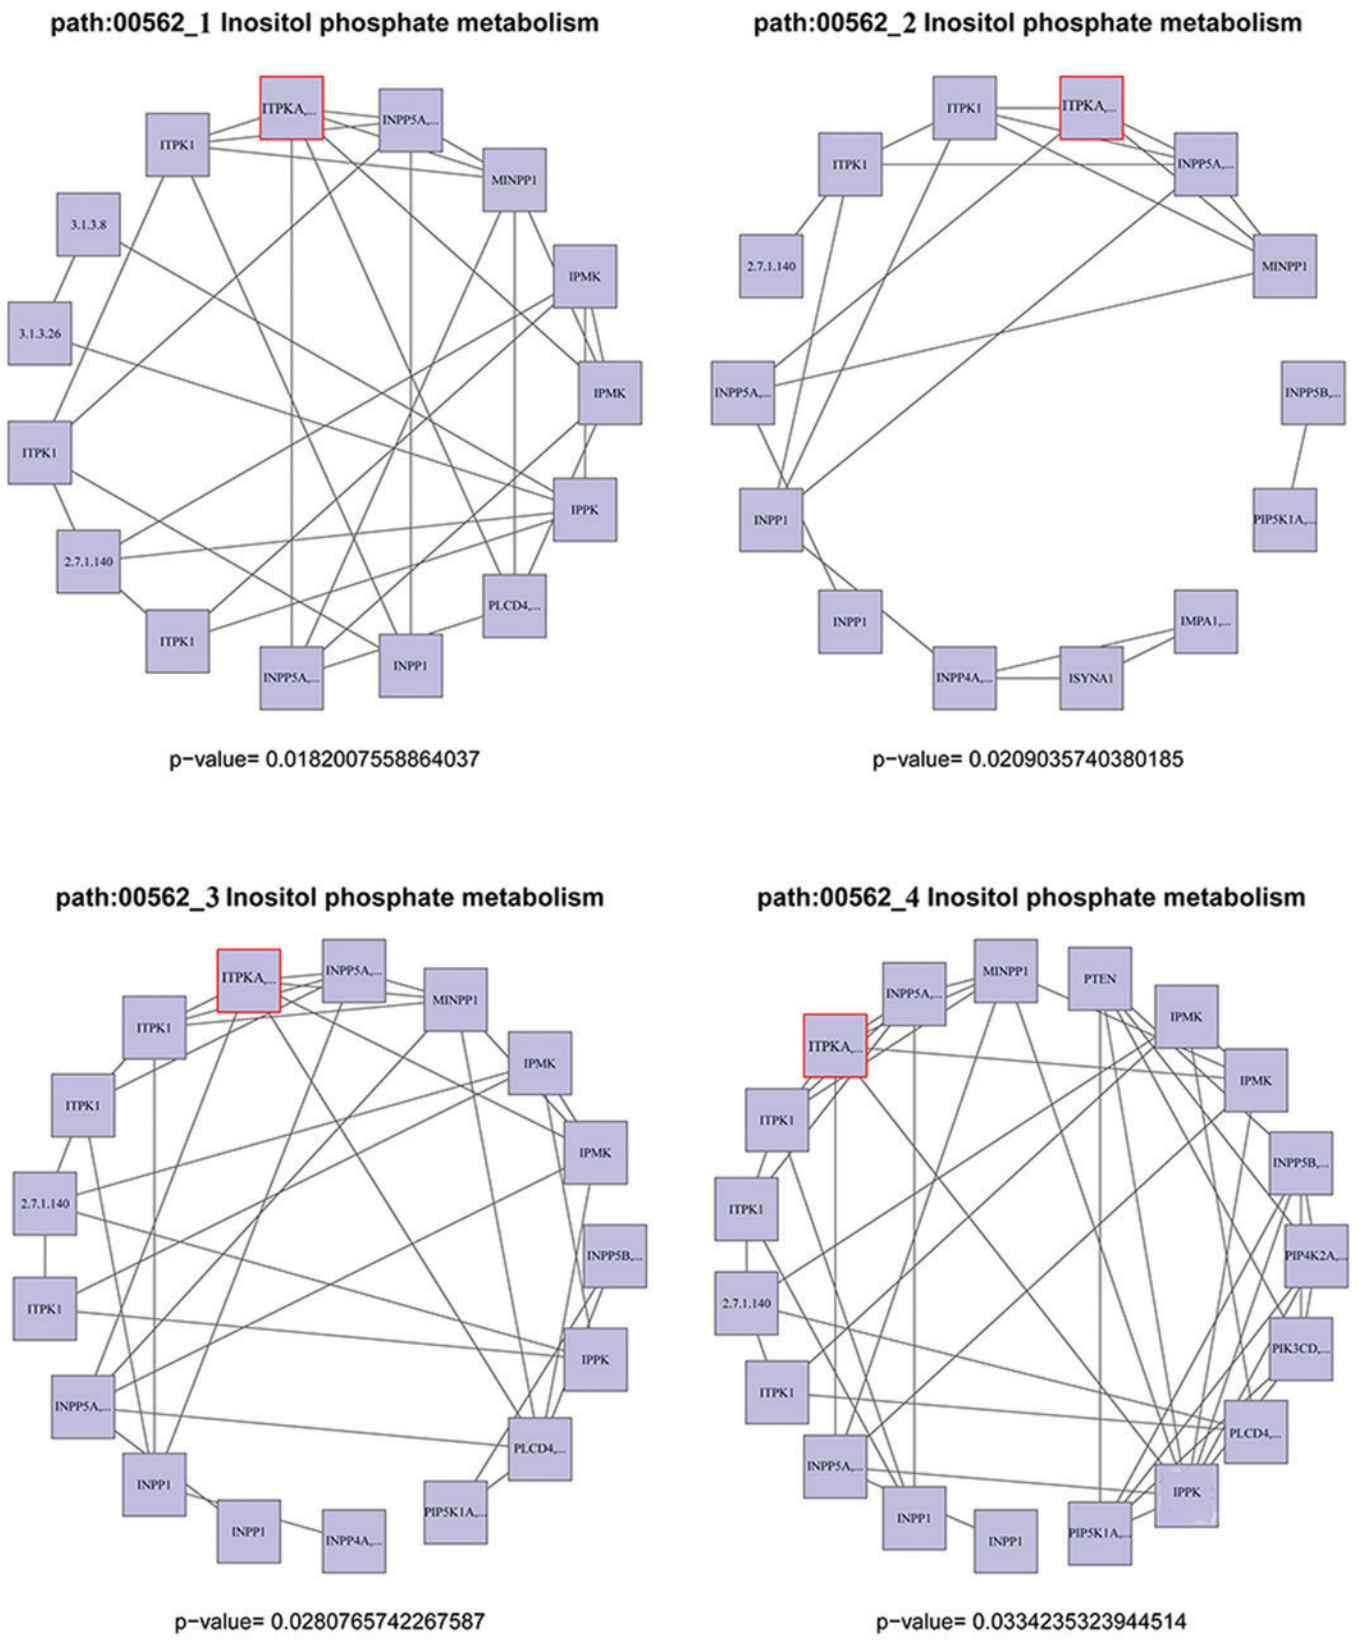 path:00562_1 Inositol phosphate metabolism
ITPKA,...
INPP5A,...
ITPK1
MINPP1
3.1.3.8
IPMK
3.1.3.26
IPMK
ITPK1
IPPK
2.7.1.140
PLCD4,...
ITPK1
INPP5A,...
INPP1
p-value= 0.0182007558864037
path:00562_2 Inositol phosphate metabolism
ITPK1
ITPKA,...
ITPK1
INPP5A,...
2.7.1.140
MINPP1
INPP5A,...
INPP5B,...
INPP1
PIP5K1A,...
INPP1
IMPA1,...
INPP4A,...
ISYNA1
p-value= 0.0209035740380185
path:00562_3 Inositol phosphate metabolism
ITPKA,...
INPP5A,...
MINPP1
ITPK1
IPMK
ITPK1
IPMK
2.7.1.140
INPP5B,...
ITPK1
IPPK
INPP5A,...
PLCD4,...
INPP1
PIP5K1A,...
INPP1
INPP4A,...
p-value= 0.0280765742267587
path:00562_4 Inositol phosphate metabolism
MINPP1
PTEN
INPP5A,...
IPMK
ITPKA,...
IPMK
ITPK1
INPP5B,...
ITPK1
PIP4K2A,...
2.7.1.140
PIK3CD,...
ITPK1
PLCD4,...
INPP5A,...
IPPK
INPP1
PIP5K1A,...
INPP1
p-value= 0.0334235323944514